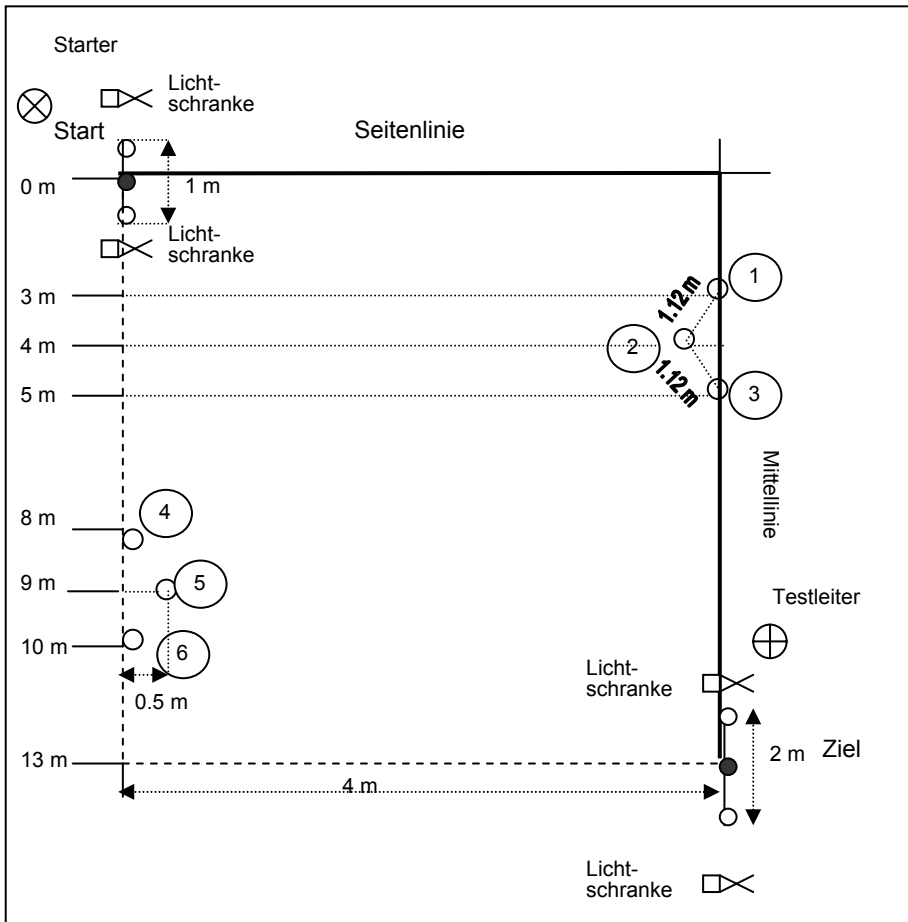 Starter
Licht-
schranke
Start
Seitenlinie
0 m
1 m
Licht-
schranke
1
3 m
1.12 m
2
4 m
1.12 m
3
5 m
Mittellinie
4
8 m
5
9 m
Testleiter
6
10 m
Licht-
schranke
0.5 m
2 m
Ziel
13 m
4 m
Licht-
schranke